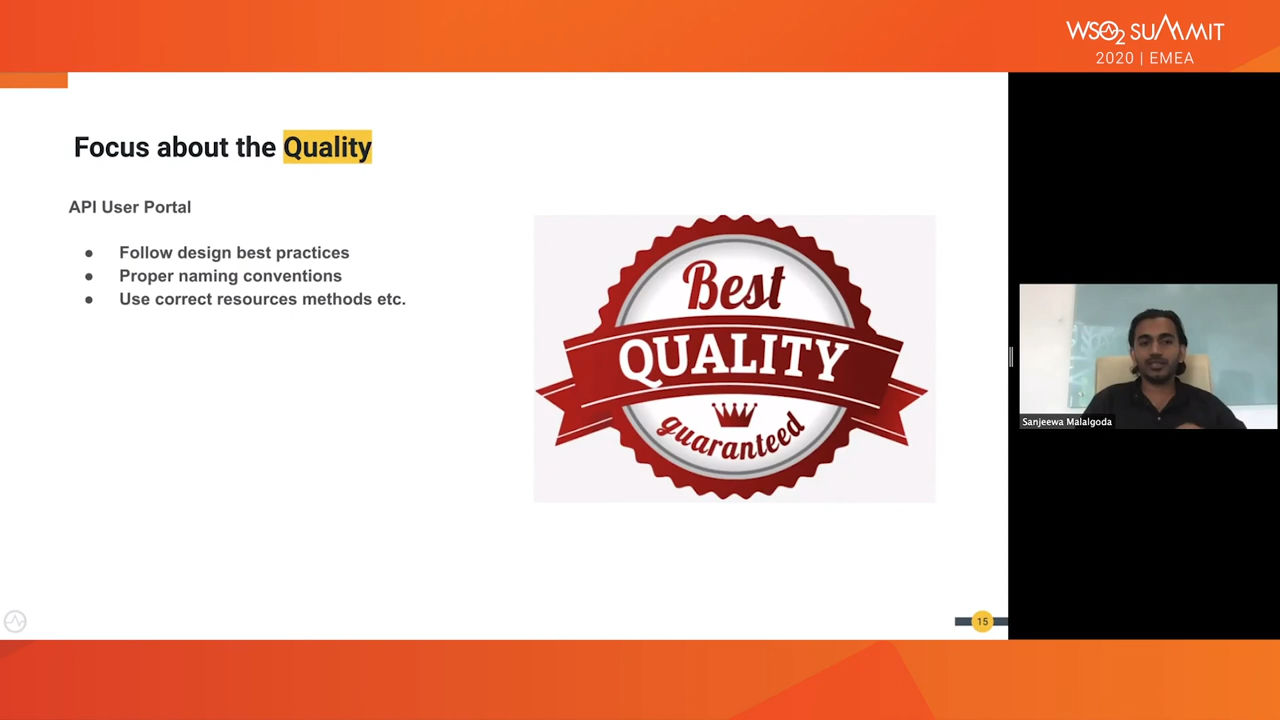 WSO2 SUMMIT
2020 | EMEA
Focus about the Quality
API User Portal
● Follow design best practices
● Proper naming conventions
● Use correct resources methods etc.
Best
QUALITY
guaranteed
Sanjeewa Malalgoda
15